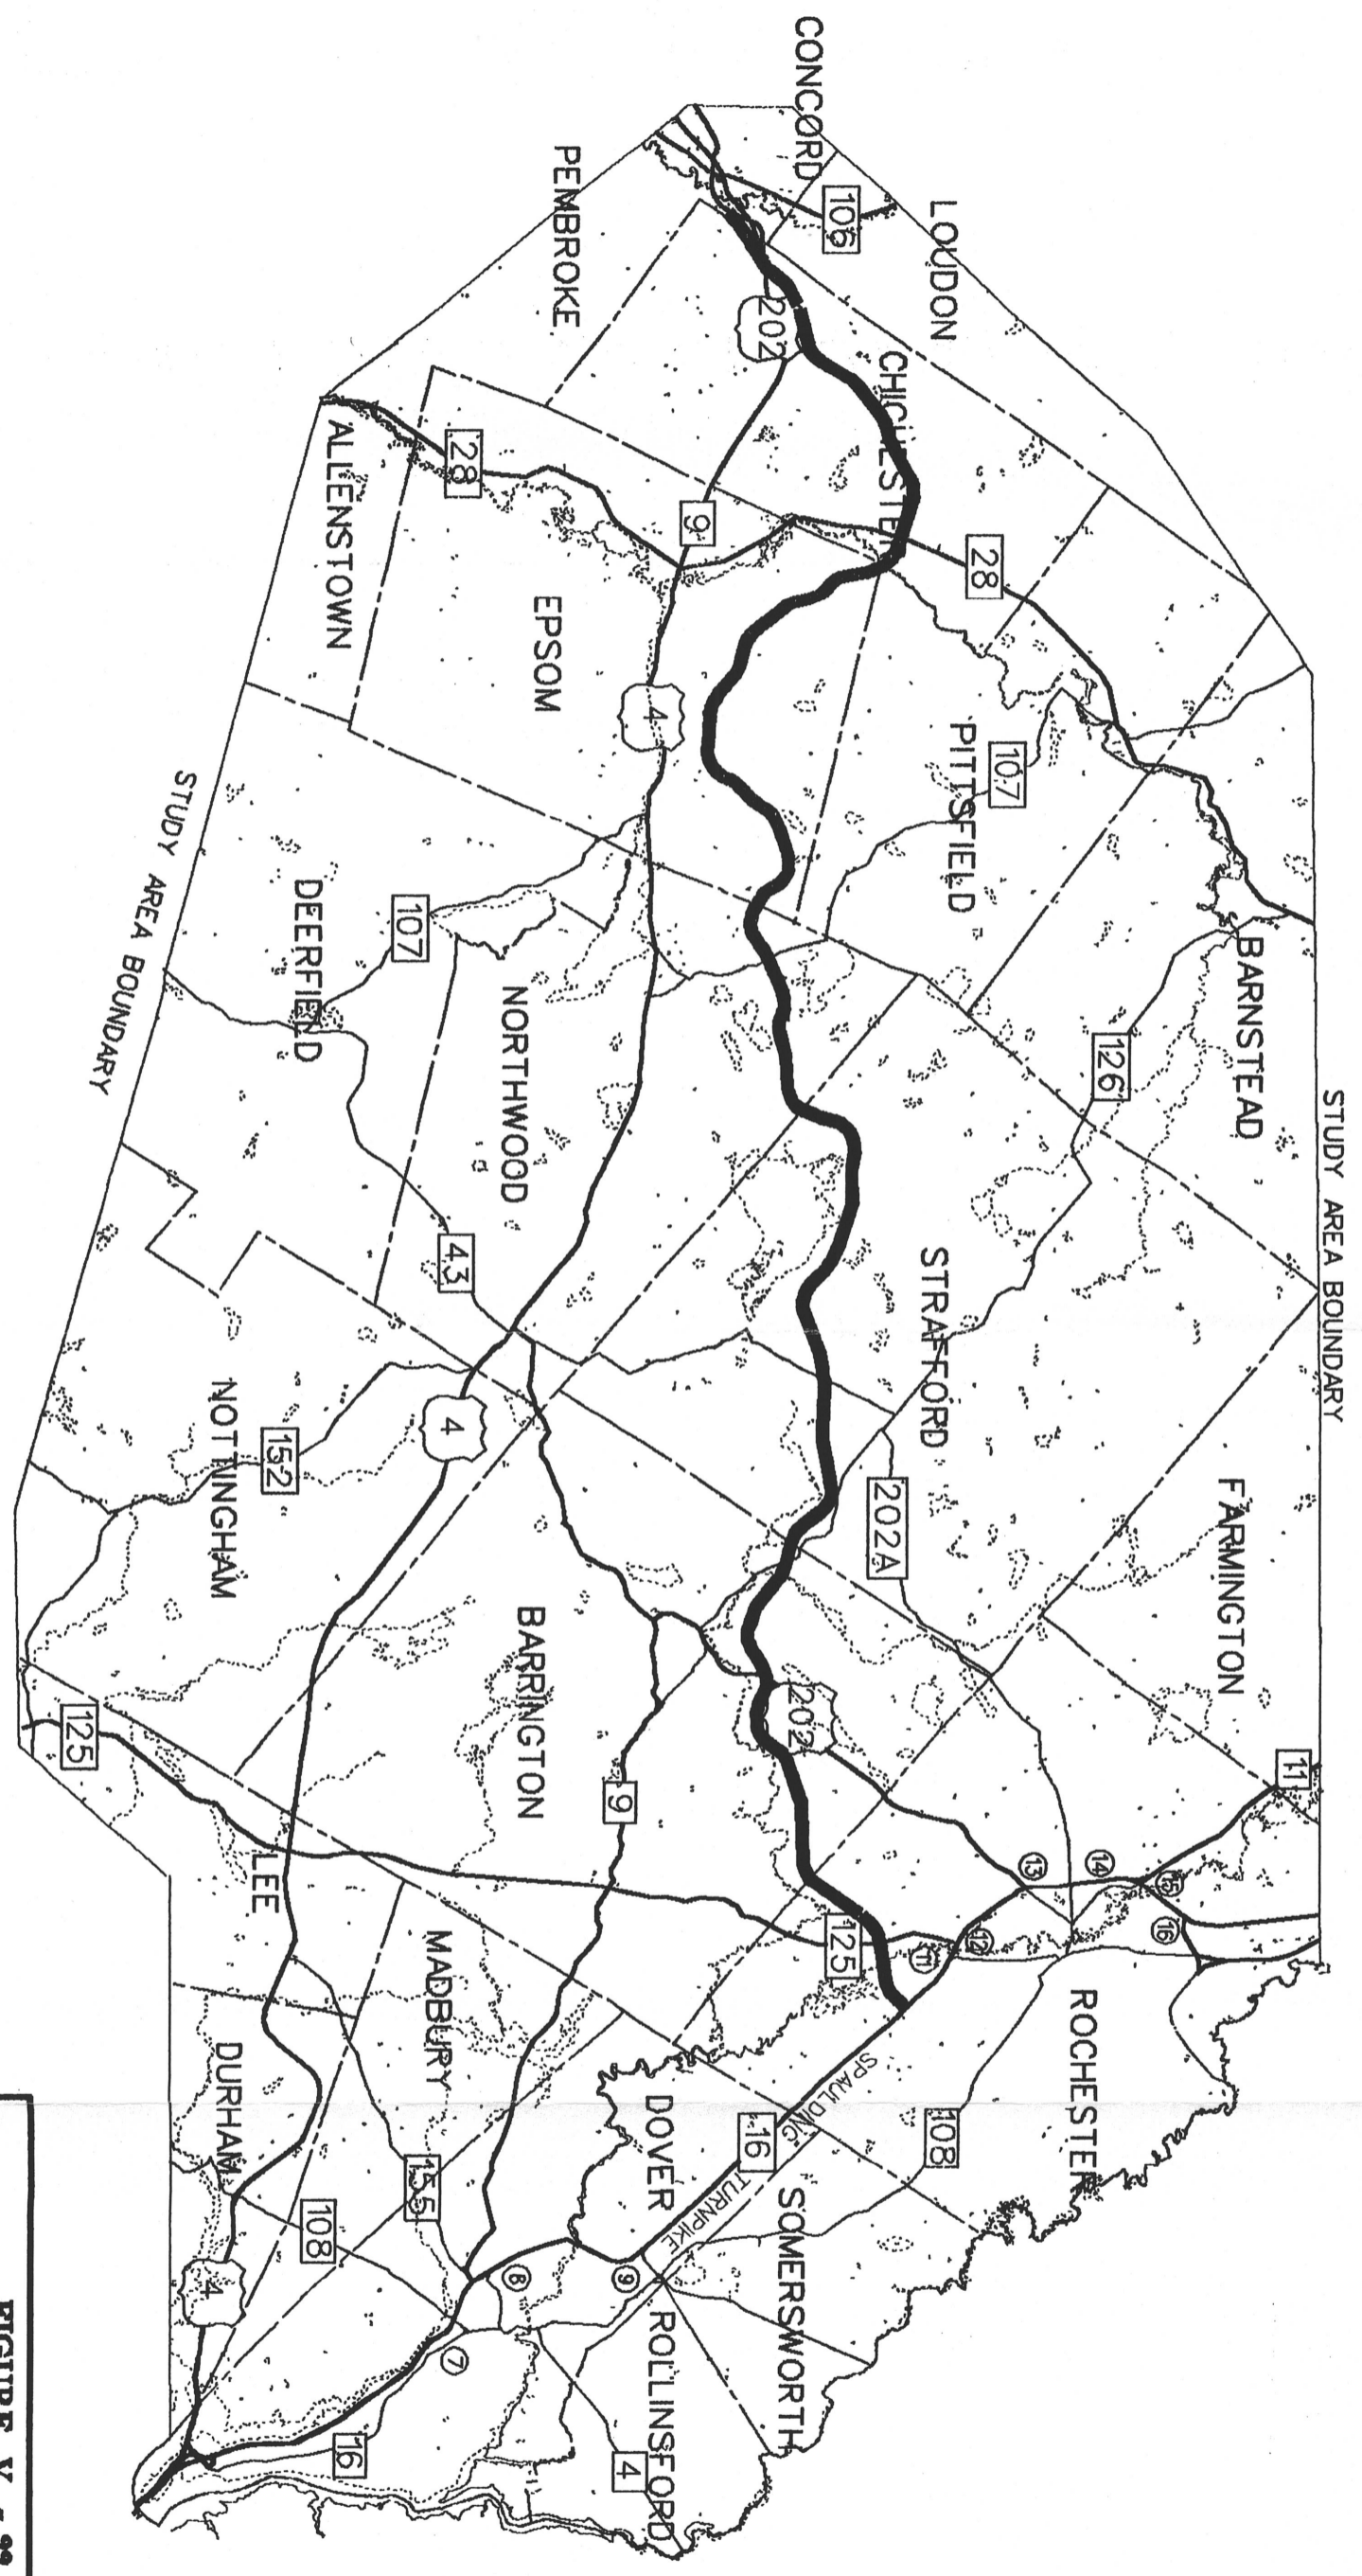 CONCORD
LOUDON
106
PEMBROKE
202
CHICHESTER
28
9
28
ALLENSTOWN
EPSOM
4
PITTSFIELD
107
BARNSTEAD
126
STUDY AREA BOUNDARY
STUDY AREA BOUNDARY
DEERFIELD
107
NORTHWOOD
43
STRAFFORD
202A
FARMINGTON
NOTTINGHAM
152
4
BARRINGTON
202
9
125
11
13
14
15
16
12
11
125
LEE
MADBURY
ROCHESTER
DURHAM
DOVER
SPAULDING
TURNPIKE
16
108
155
108
SOMERSWORTH
8
9
7
4
16
ROLLINSFORD
4